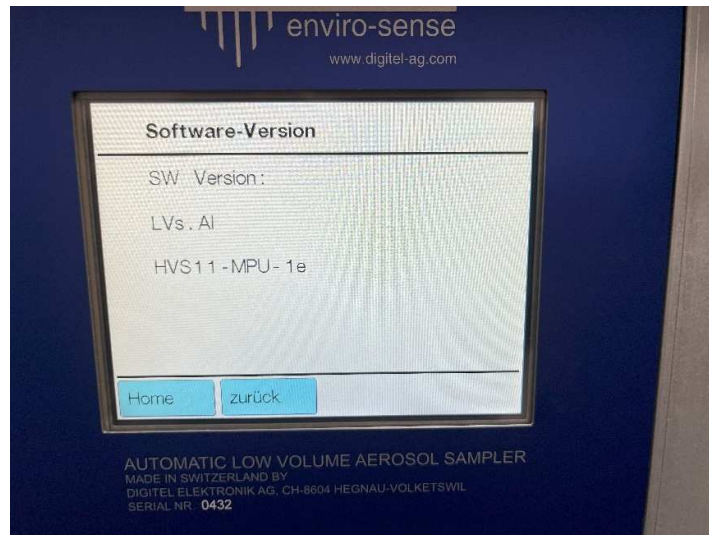 enviro-sense
www.digitel-ag.com
Software-Version
SW Version:
LVs.AI
HVS11-MPU-1e
Home zurück
AUTOMATIC LOW VOLUME AEROSOL SAMPLER
MADE IN SWITZERLAND BY
DIGITEL ELEKTRONIK AG, CH-8604 HEGNAU-VOLKETSWIL
SERIAL NR. 0432